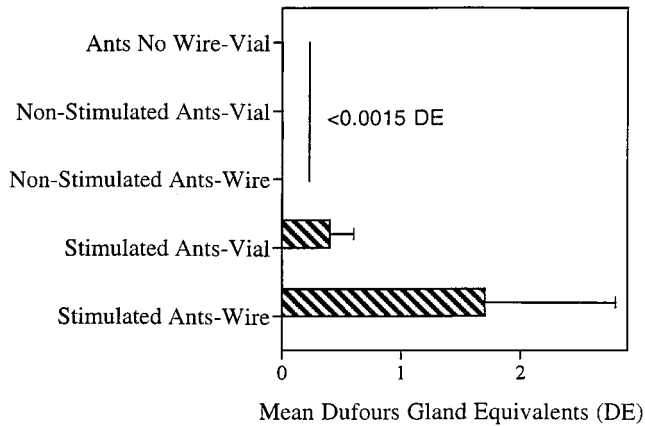 Ants No Wire-Vial
Non-Stimulated Ants-Vial
<0.0015 DE
Non-Stimulated Ants-Wire
Stimulated Ants-Vial
Stimulated Ants-Wire
0 1 2
Mean Dufours Gland Equivalents (DE)